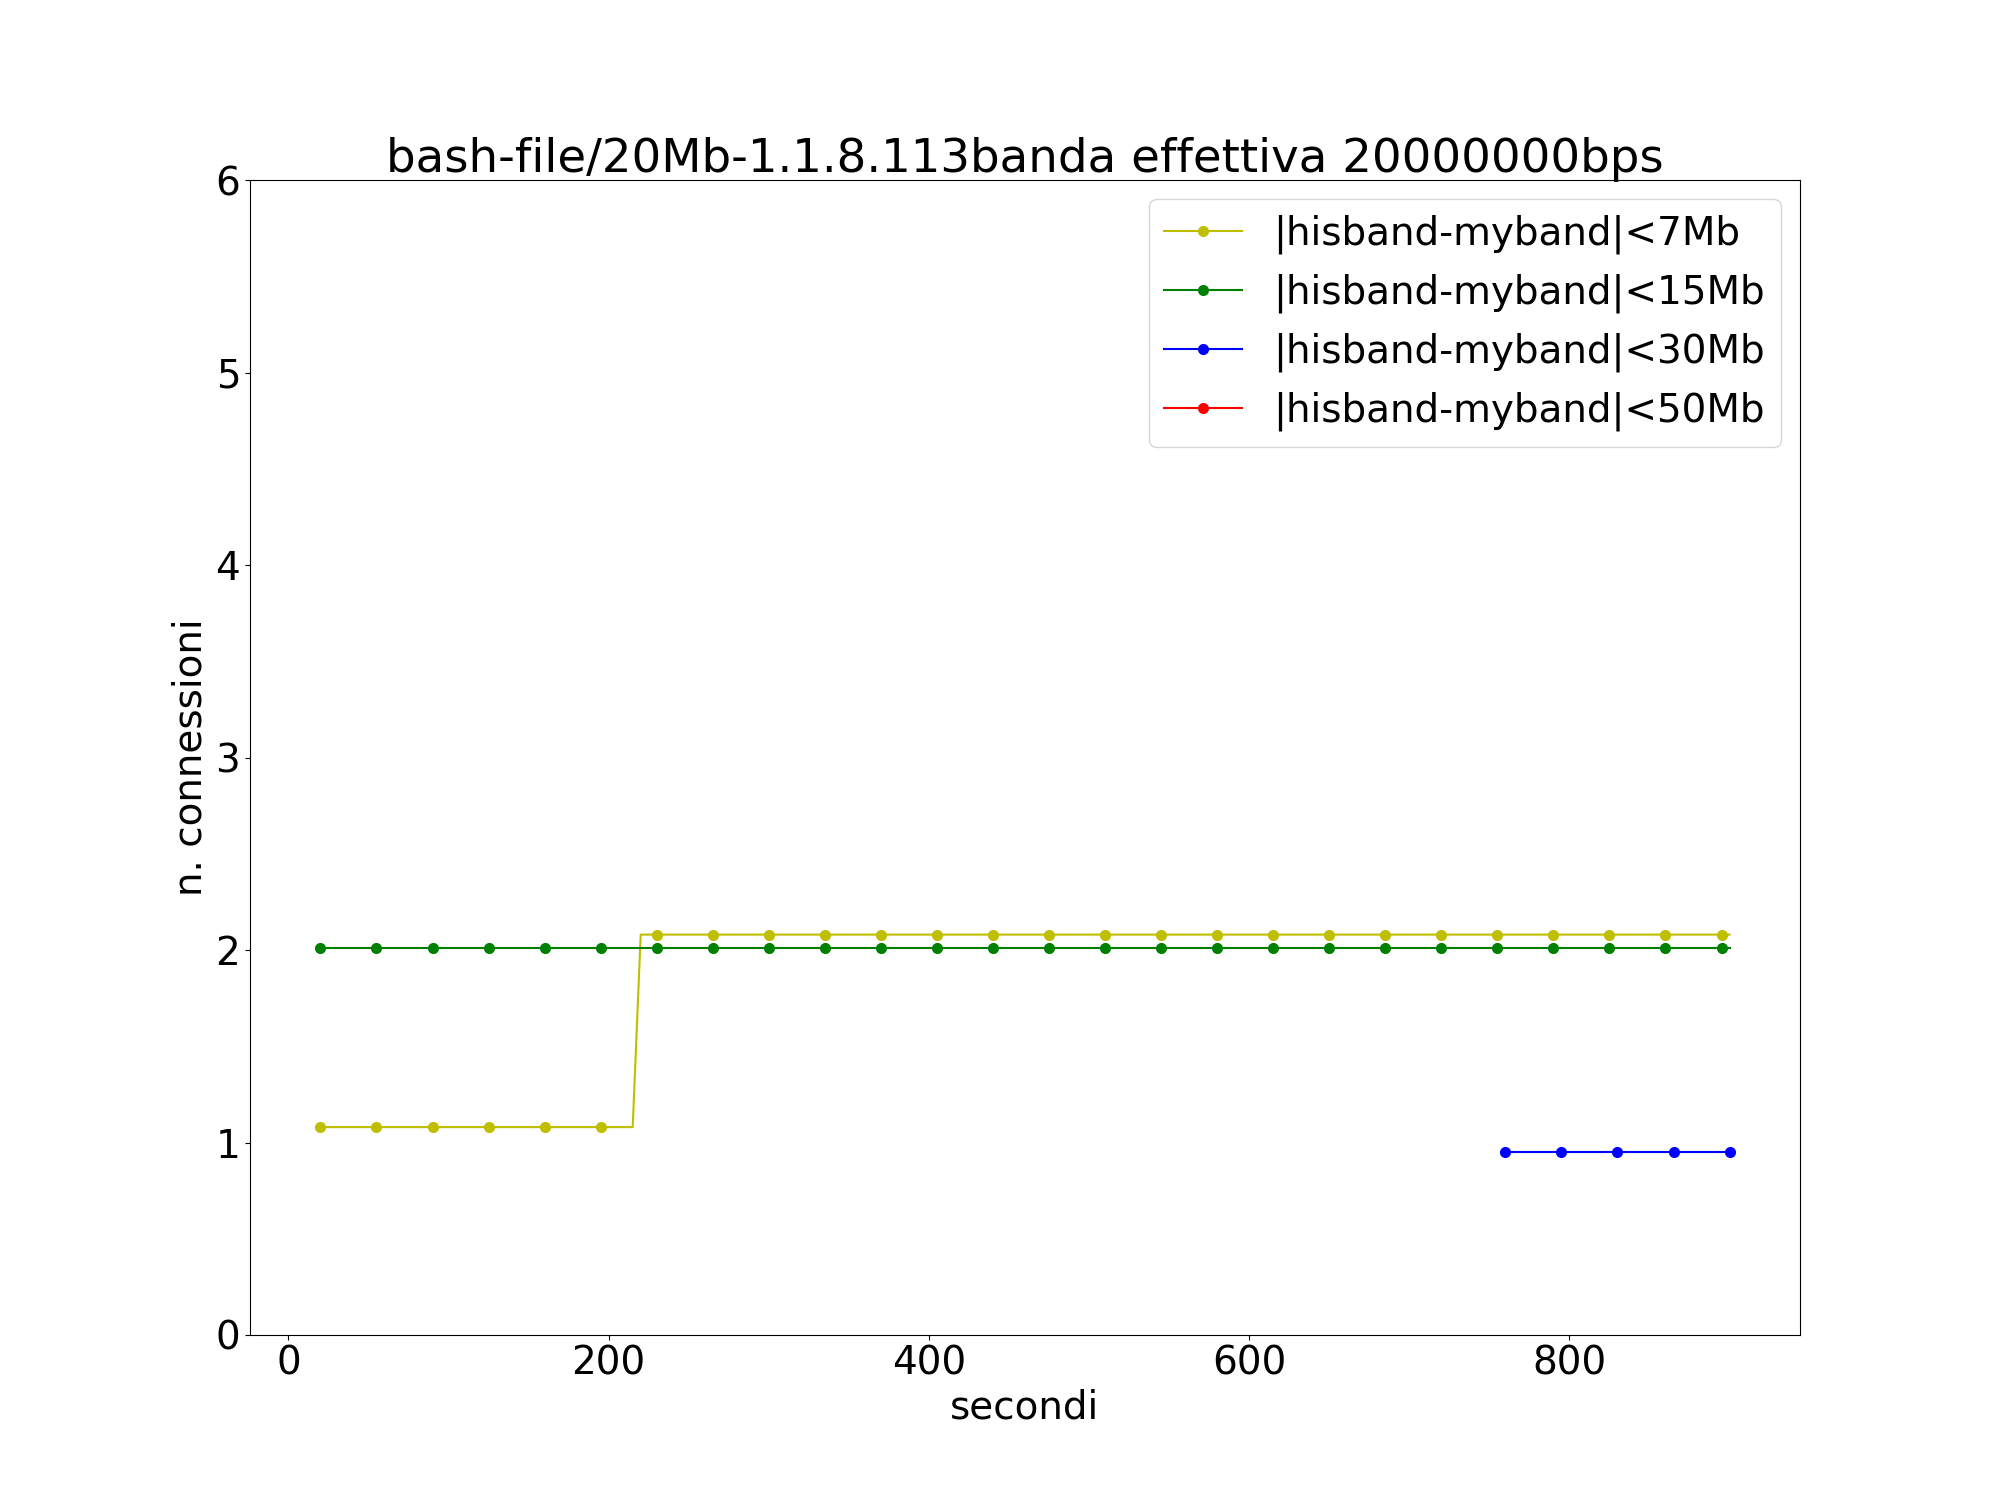 bash-file/20Mb-1.1.8.113banda effettiva 20000000bps
|hisband-myband|<7Mb
|hisband-myband|<15Mb
|hisband-myband|<30Mb
|hisband-myband|<50Mb
n. connessioni
6
5
4
3
2
1
0
0 200 400 600 800
secondi